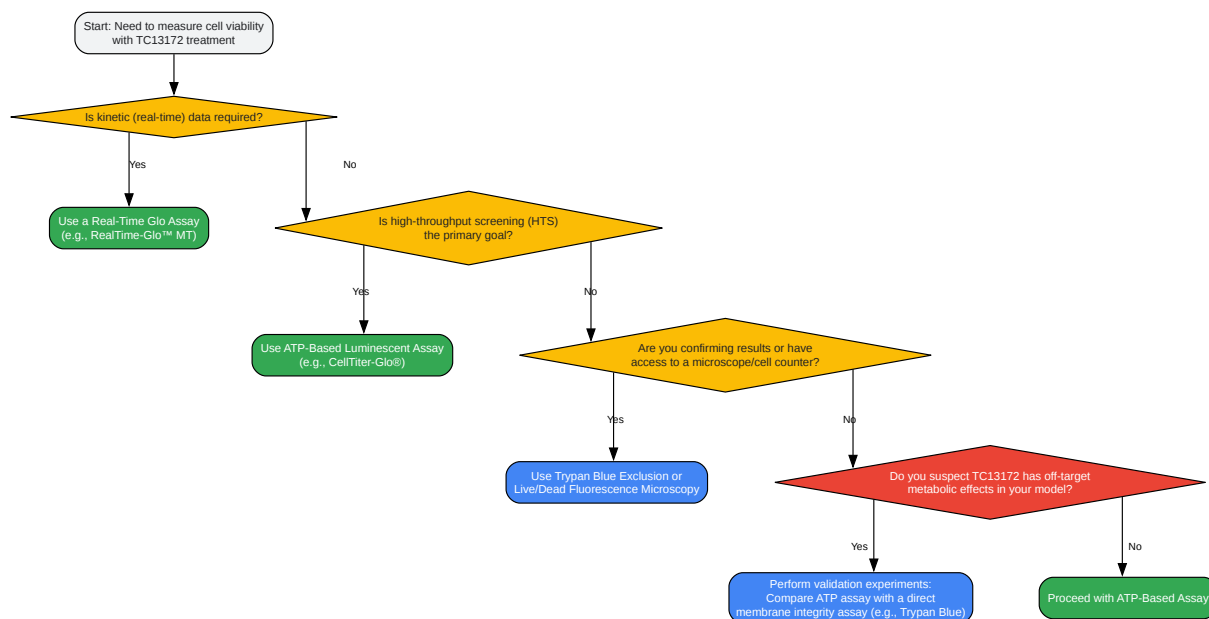 Start: Need to measure cell viability
with TC13172 treatment
Is kinetic (real-time) data required?
Yes
No
Use a Real-Time Glo Assay
(e.g., RealTime-Glo™ MT)
Is high-throughput screening (HTS)
the primary goal?
Yes
No
Use ATP-Based Luminescent Assay
(e.g., CellTiter-Glo®)
Are you confirming results or have
access to a microscope/cell counter?
Yes
No
Use Trypan Blue Exclusion or
Live/Dead Fluorescence Microscopy
Do you suspect TC13172 has off-target
metabolic effects in your model?
Yes
No
Perform validation experiments:
Compare ATP assay with a direct
membrane integrity assay (e.g., Trypan Blue)
Proceed with ATP-Based Assay